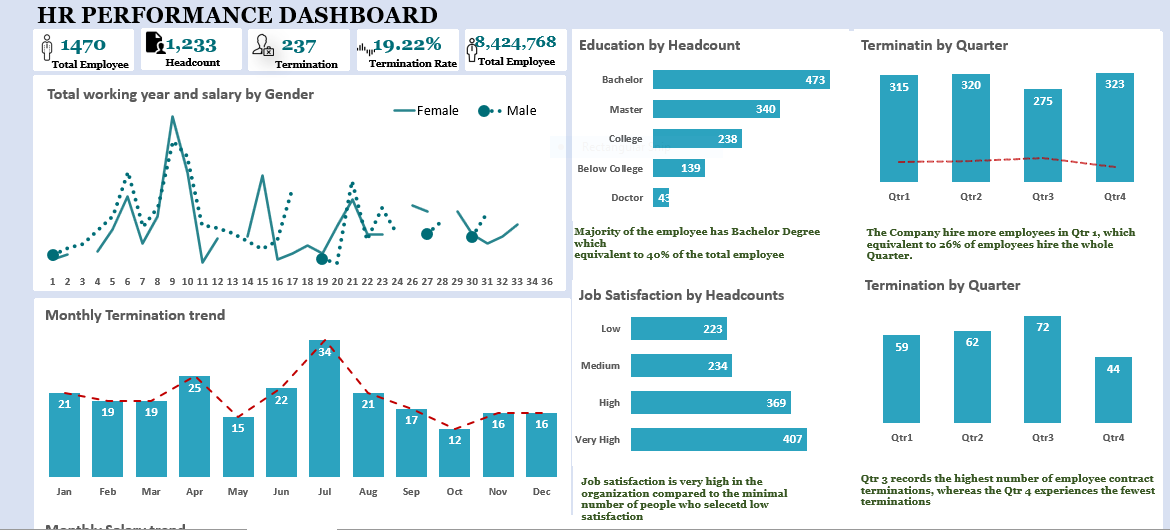 HR PERFORMANCE DASHBOARD
1470
Total Employee
1,233
Headcount
237
Termination
19.22%
Termination Rate
8,424,768
Total Employee
Total working year and salary by Gender
Female Male
1 2 3 4 5 6 7 8 9 10 11 12 13 14 15 16 17 18 19 20 21 22 23 24 26 27 28 29 30 31 32 33 34 35 36
Monthly Termination trend
21 19 19 25 15 22 34 21 17 12 16 16
Jan Feb Mar Apr May Jun Jul Aug Sep Oct Nov Dec
Education by Headcount
Bachelor 473
Master 340
College 238
Below College 139
Doctor 43
Majority of the employee has Bachelor Degree
which
equivalent to 40% of the total employee
Job Satisfaction by Headcounts
Low 223
Medium 234
High 369
Very High 407
Job satisfaction is very high in the
organization compared to the minimal
number of people who selecetd low
satisfaction
Terminatin by Quarter
315 320 275 323
Qtr1 Qtr2 Qtr3 Qtr4
The Company hire more employees in Qtr 1, which
equivalent to 26% of employees hire the whole
Quarter.
Termination by Quarter
59 62 72 44
Qtr1 Qtr2 Qtr3 Qtr4
Qtr 3 records the highest number of employee contract
terminations, whereas the Qtr 4 experiences the fewest
terminations
Monthly Salary trend